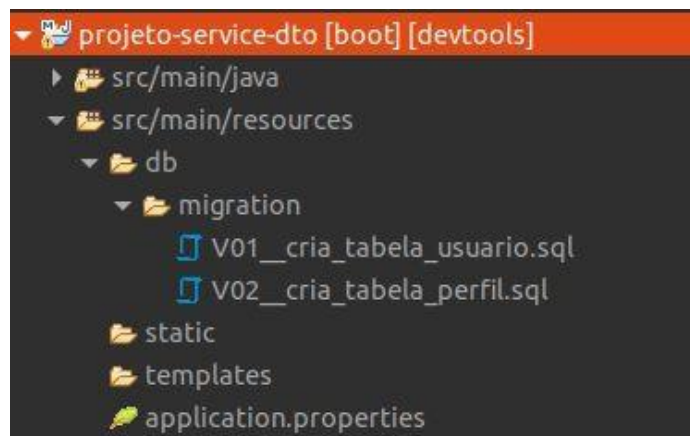 projeto-service-dto [boot] [devtools]
src/main/java
src/main/resources
db
migration
V01__cria_tabela_usuario.sql
V02__cria_tabela_perfil.sql
static
templates
application.properties